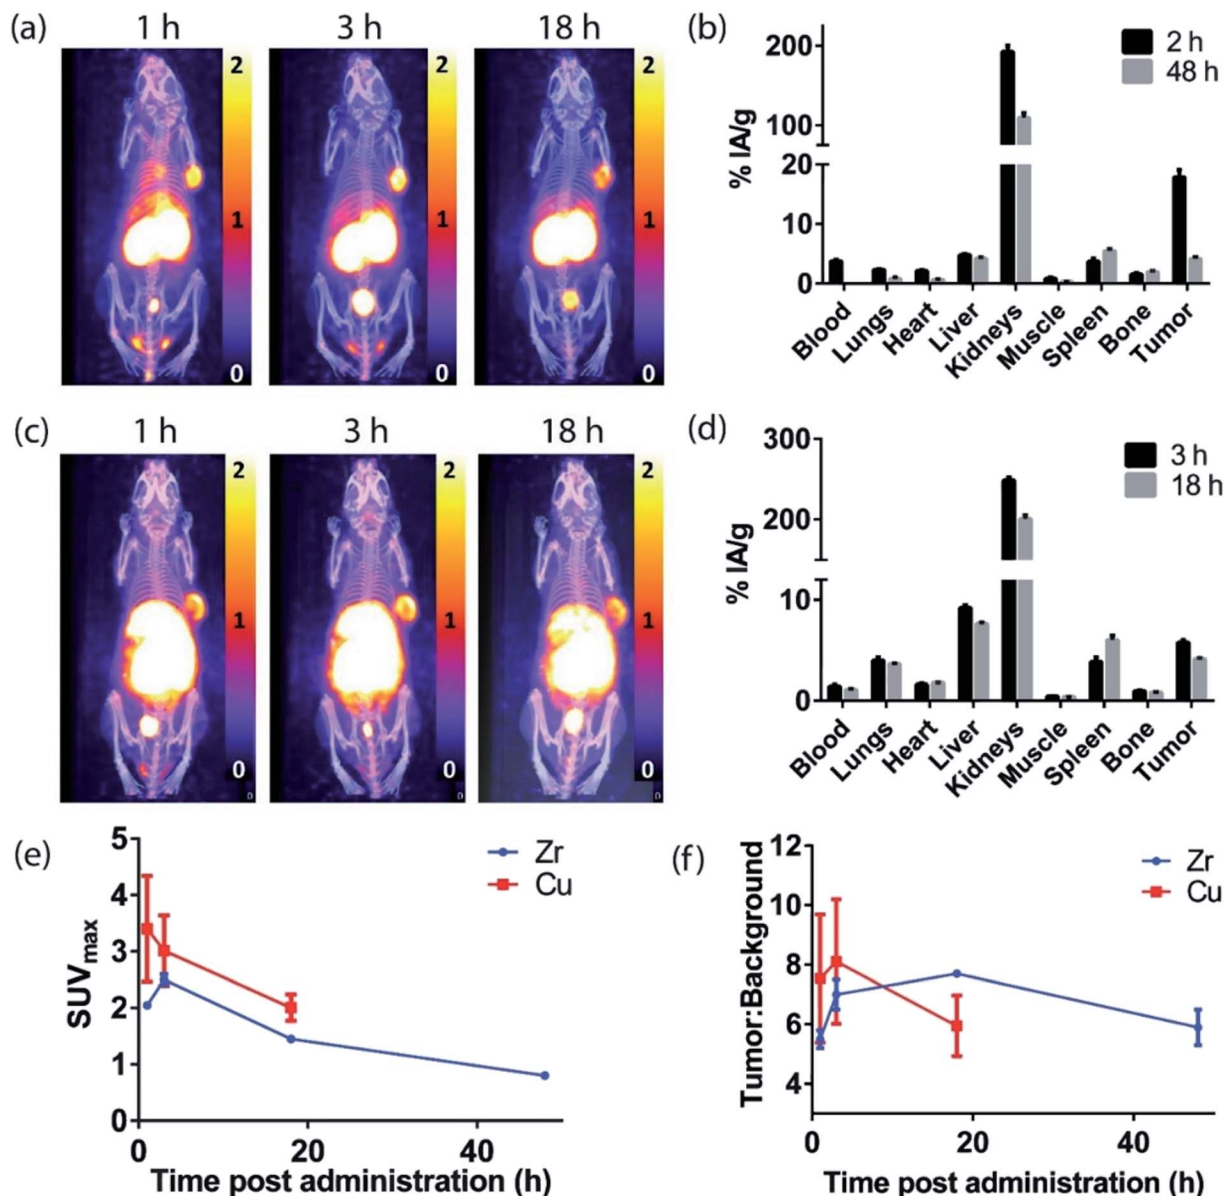 (a)
1 h
3 h
18 h
2
1
0
2
1
0
2
1
0
(b)
% IA/g
200
100
20
10
0
2 h
48 h
Blood
Lungs
Heart
Liver
Kidneys
Muscle
Spleen
Bone
Tumor
(c)
1 h
3 h
18 h
2
1
0
0
2
1
0
0
2
1
0
0
(d)
% IA/g
300
200
10
0
3 h
18 h
Blood
Lungs
Heart
Liver
Kidneys
Muscle
Spleen
Bone
Tumor
(e)
SUVmax
5
4
3
2
1
0
0
20
40
Time post administration (h)
Zr
Cu
(f)
Tumor:Background
12
10
8
6
4
0
20
40
Time post administration (h)
Zr
Cu